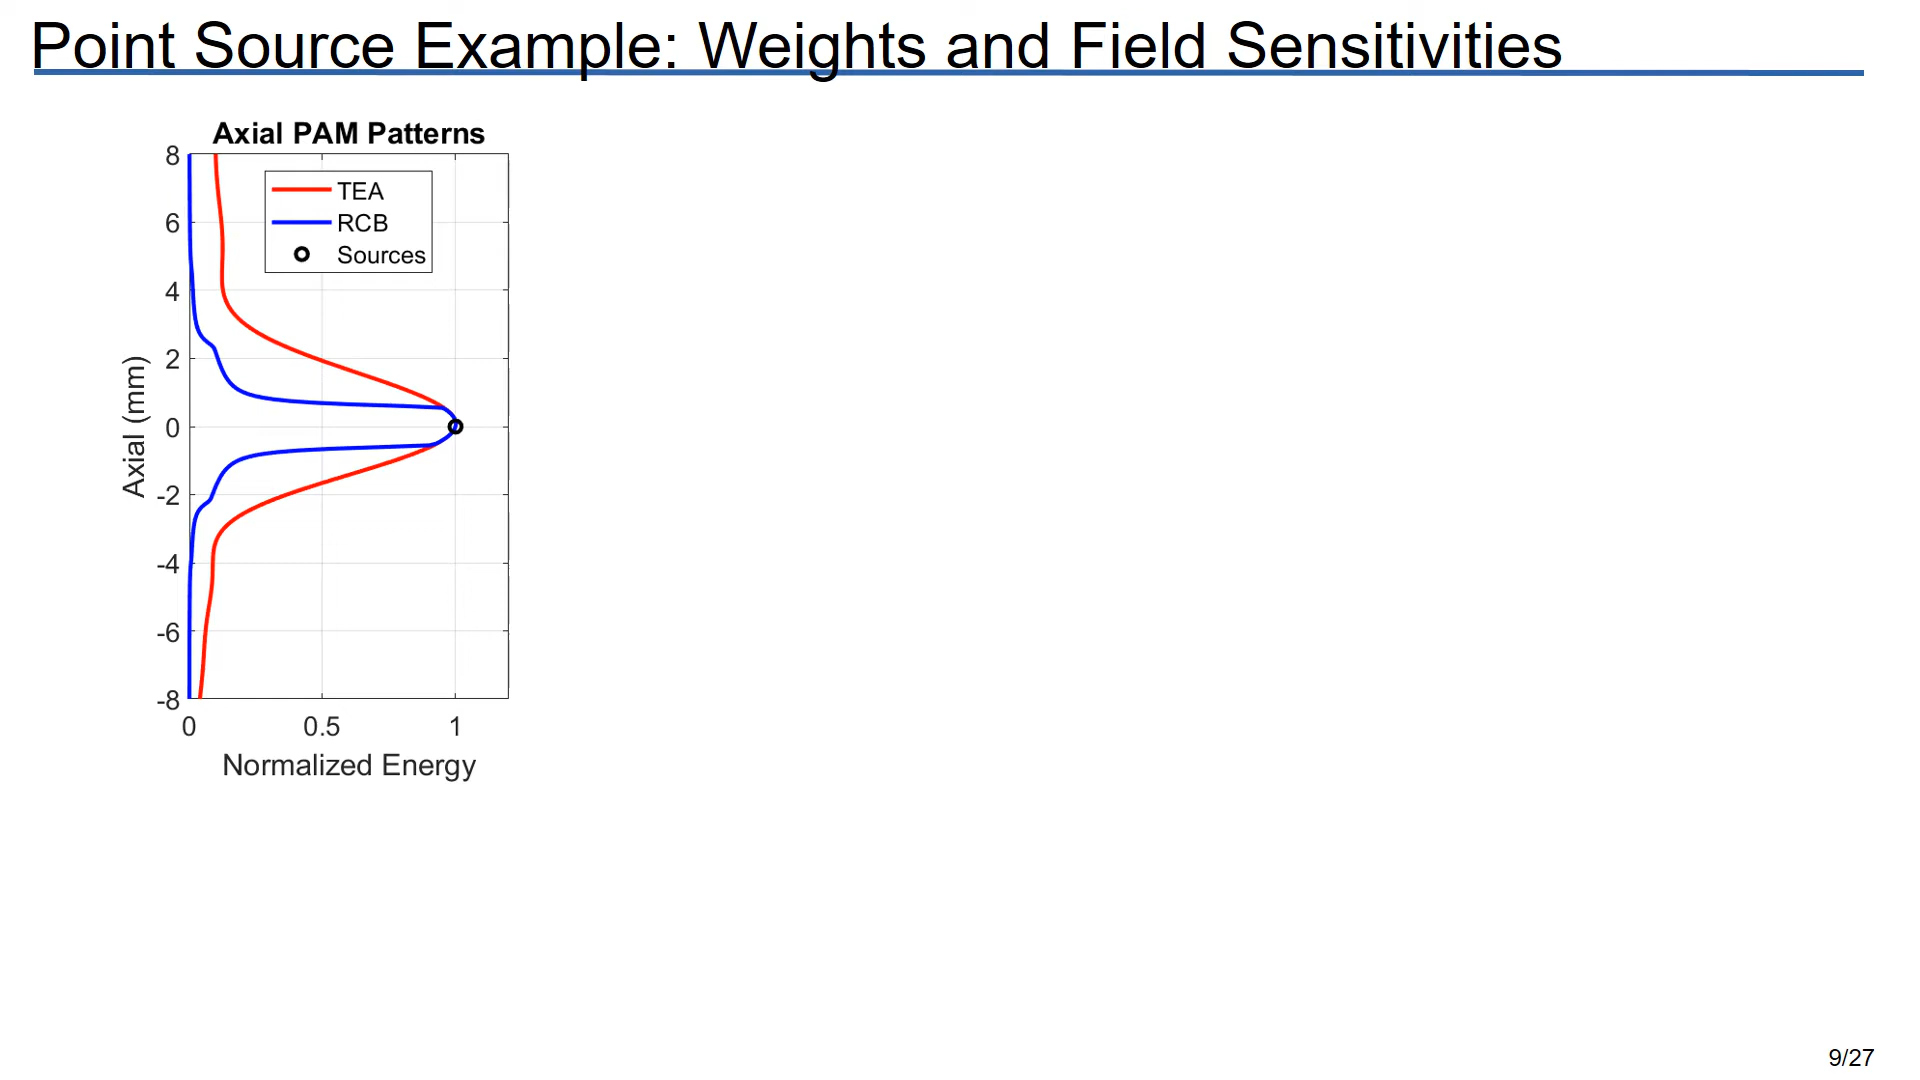 Point Source Example: Weights and Field Sensitivities
Axial PAM Patterns
TEA
RCB
Sources
8
6
4
2
0
-2
-4
-6
-8
Axial (mm)
0 0.5 1
Normalized Energy
9/27